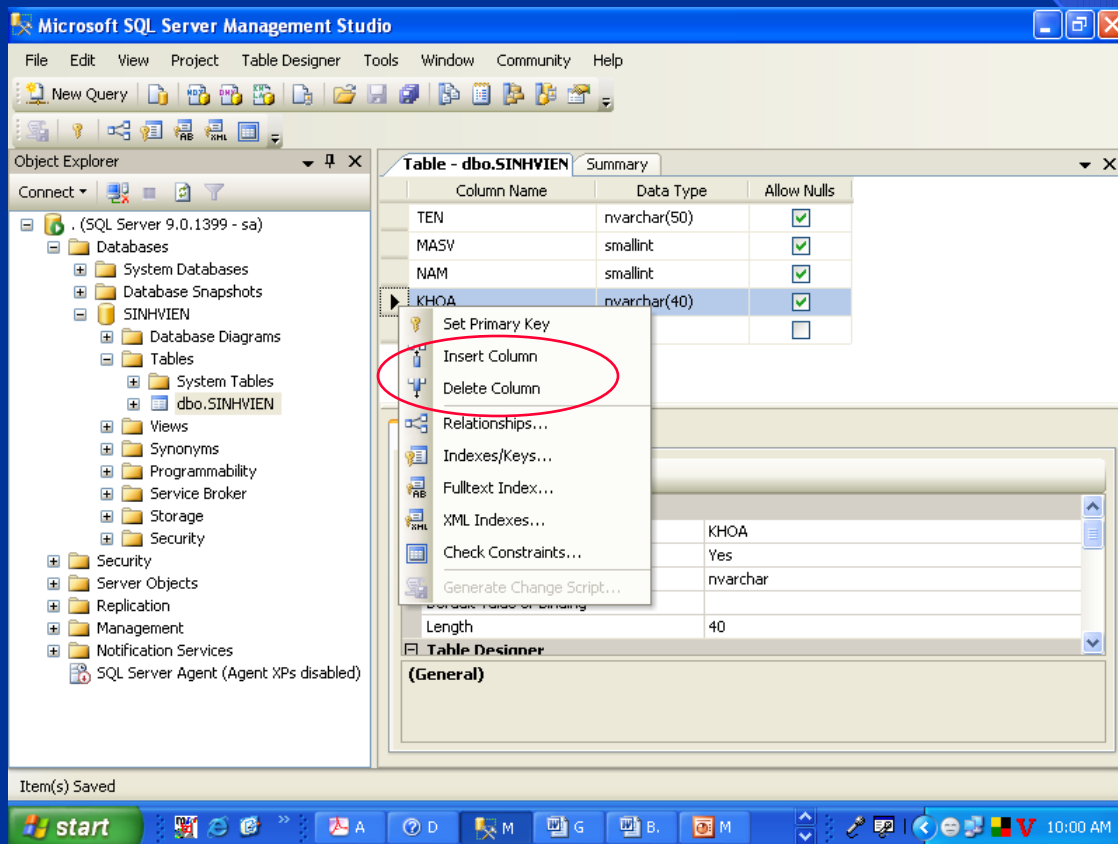 Microsoft SQL Server Management Studio
File Edit View Project Table Designer Tools Window Community Help
New Query
Object Explorer
Connect
. (SQL Server 9.0.1399 - sa)
Databases
System Databases
Database Snapshots
SINHVIEN
Database Diagrams
Tables
System Tables
dbo.SINHVIEN
Views
Synonyms
Programmability
Service Broker
Storage
Security
Security
Server Objects
Replication
Management
Notification Services
SQL Server Agent (Agent XPs disabled)
Table - dbo.SINHVIEN Summary
Column Name Data Type Allow Nulls
TEN nvarchar(50)
MASV smallint
NAM smallint
KHOA nvarchar(40)
Set Primary Key
Insert Column
Delete Column
Relationships...
Indexes/Keys...
Fulltext Index...
XML Indexes...
Check Constraints...
Generate Change Script...
KHOA
Yes
nvarchar
Default Value or Binding
Length 40
Table Designer
(General)
Item(s) Saved
start A D M G B. M 10:00 AM